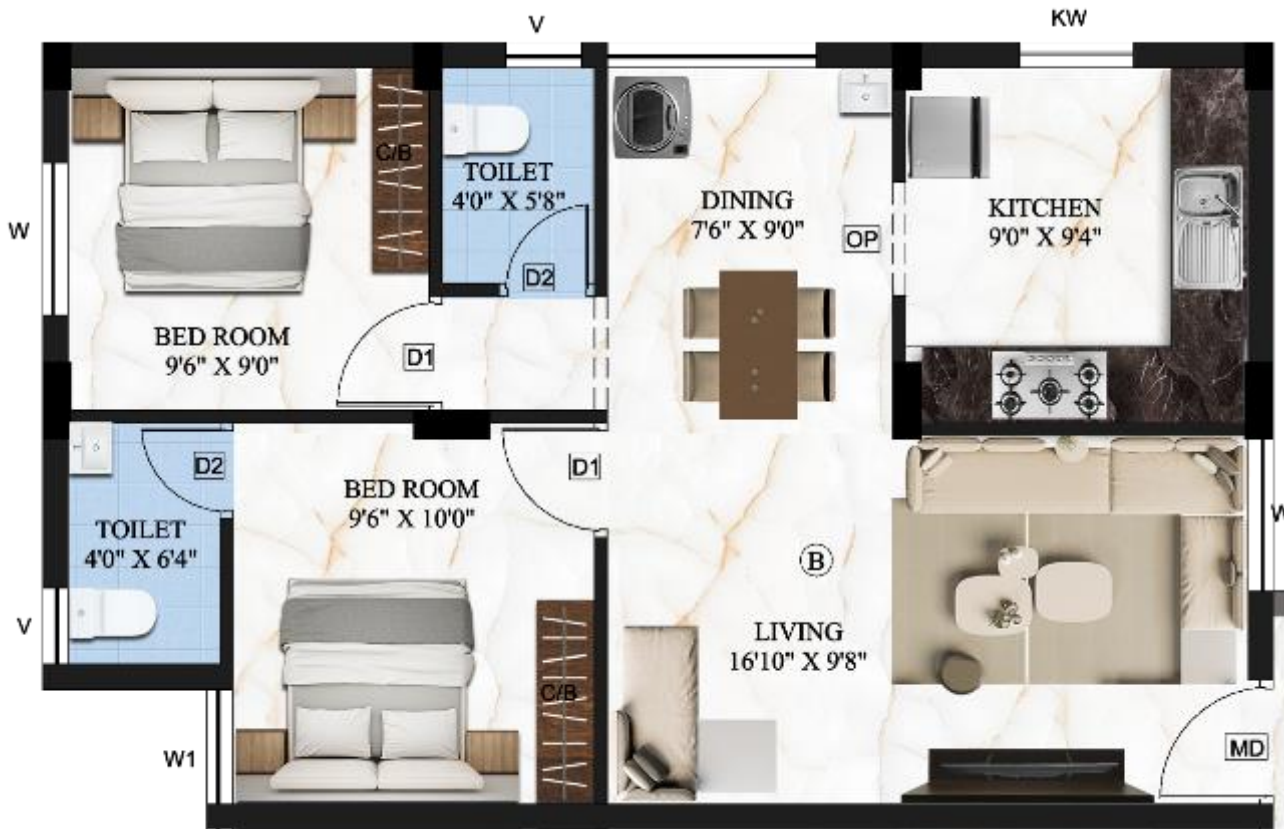 V
KW
C/B
TOILET
4'0" X 5'8"
DINING
7'6" X 9'0"
KITCHEN
9'0" X 9'4"
W
OP
D2
BED ROOM
9'6" X 9'0"
D1
D2
D1
BED ROOM
9'6" X 10'0"
W
TOILET
4'0" X 6'4"
B
V
LIVING
16'10" X 9'8"
C/B
W1
MD